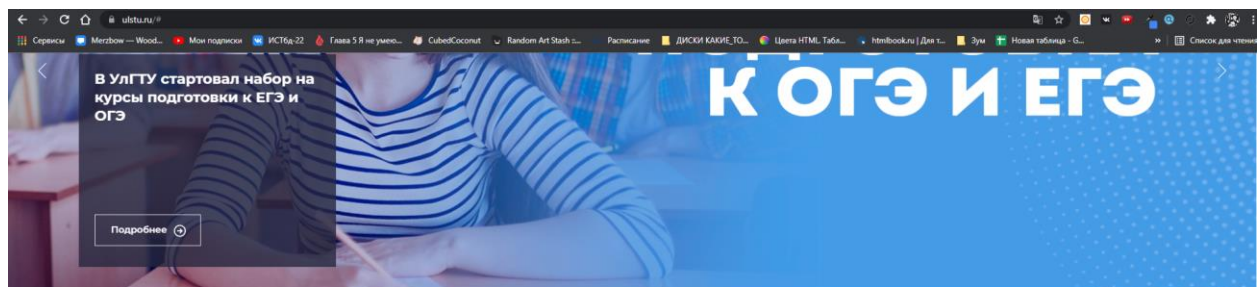 ulstu.ru/#
Сервисы Merzbow — Wood... Мои подписки ИСТбд-22 Глава 5 Я не умею... CubedCoconut Random Art Stash ::... Расписание ДИСКИ КАКИЕ_ТО... Цвета HTML. Табл... htmlbook.ru | Для т... Зум Новая таблица - G... » Список для чтения
В УлГТУ стартовал набор на
курсы подготовки к ЕГЭ и
ОГЭ
Подробнее
К ОГЭ И ЕГЭ